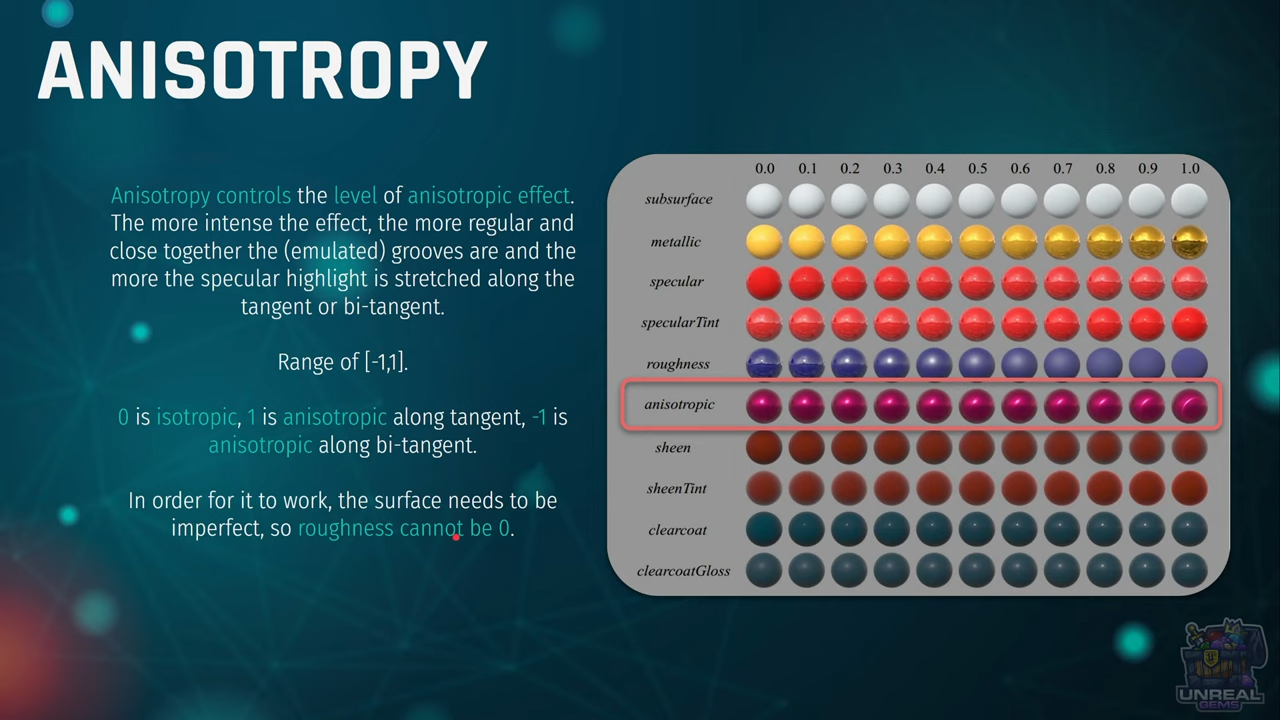 ANISOTROPY
Anisotropy controls the level of anisotropic effect.
The more intense the effect, the more regular and
close together the (emulated) grooves are and the
more the specular highlight is stretched along the
tangent or bi-tangent.
Range of [-1,1].
0 is isotropic, 1 is anisotropic along tangent, -1 is
anisotropic along bi-tangent.
In order for it to work, the surface needs to be
imperfect, so roughness cannot be 0.
0.0 0.1 0.2 0.3 0.4 0.5 0.6 0.7 0.8 0.9 1.0
subsurface
metallic
specular
specularTint
roughness
anisotropic
sheen
sheenTint
clearcoat
clearcoatGloss
UNREAL
GEMS